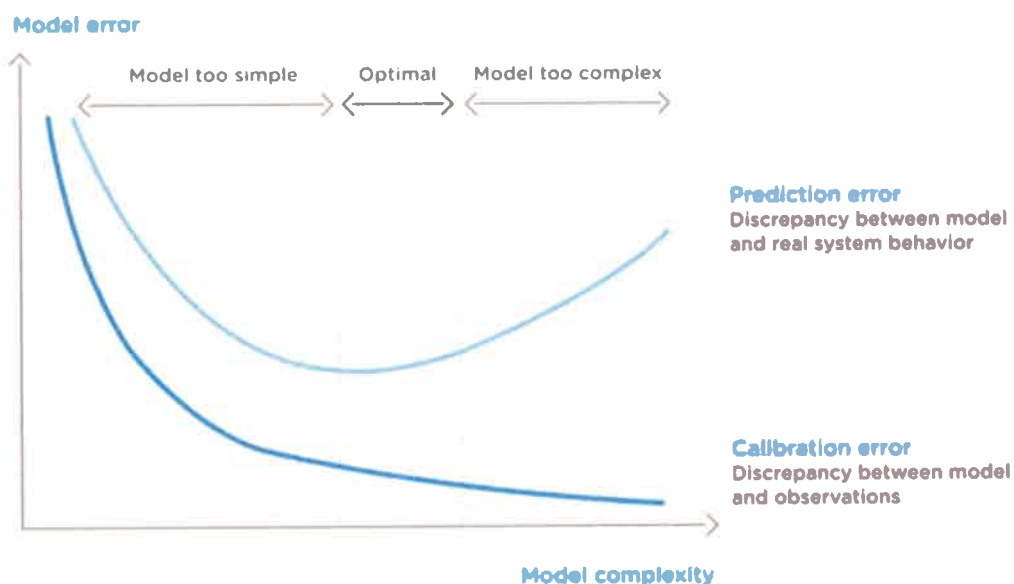 Model error
Model too simple
Optimal
Model too complex
Prediction error
Discrepancy between model
and real system behavior
Calibration error
Discrepancy between model
and observations
Model complexity